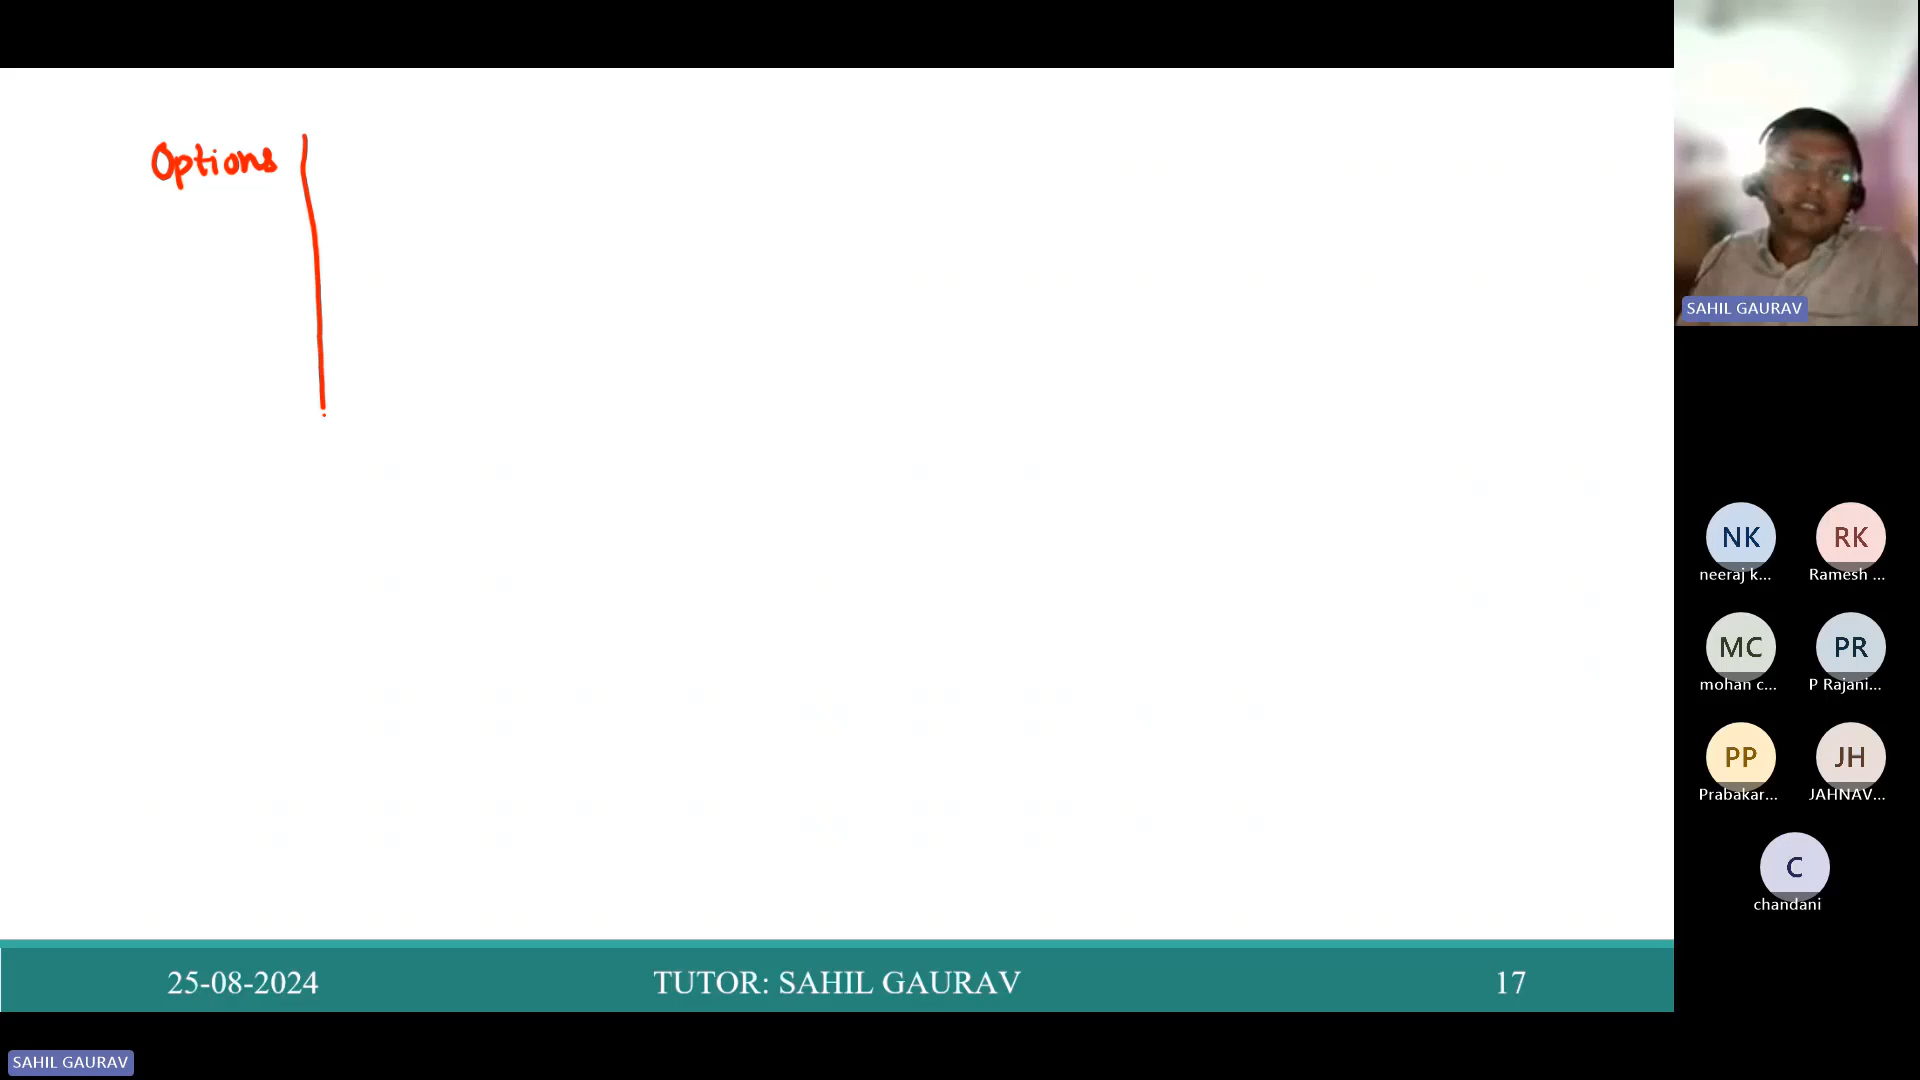 Options
SAHIL GAURAV
NK
RK
neeraj k...
Ramesh ...
MC
PR
mohan c...
P Rajani...
PP
JH
Prabakar...
JAHNAV...
C
chandani
25-08-2024
TUTOR: SAHIL GAURAV
17
SAHIL GAURAV